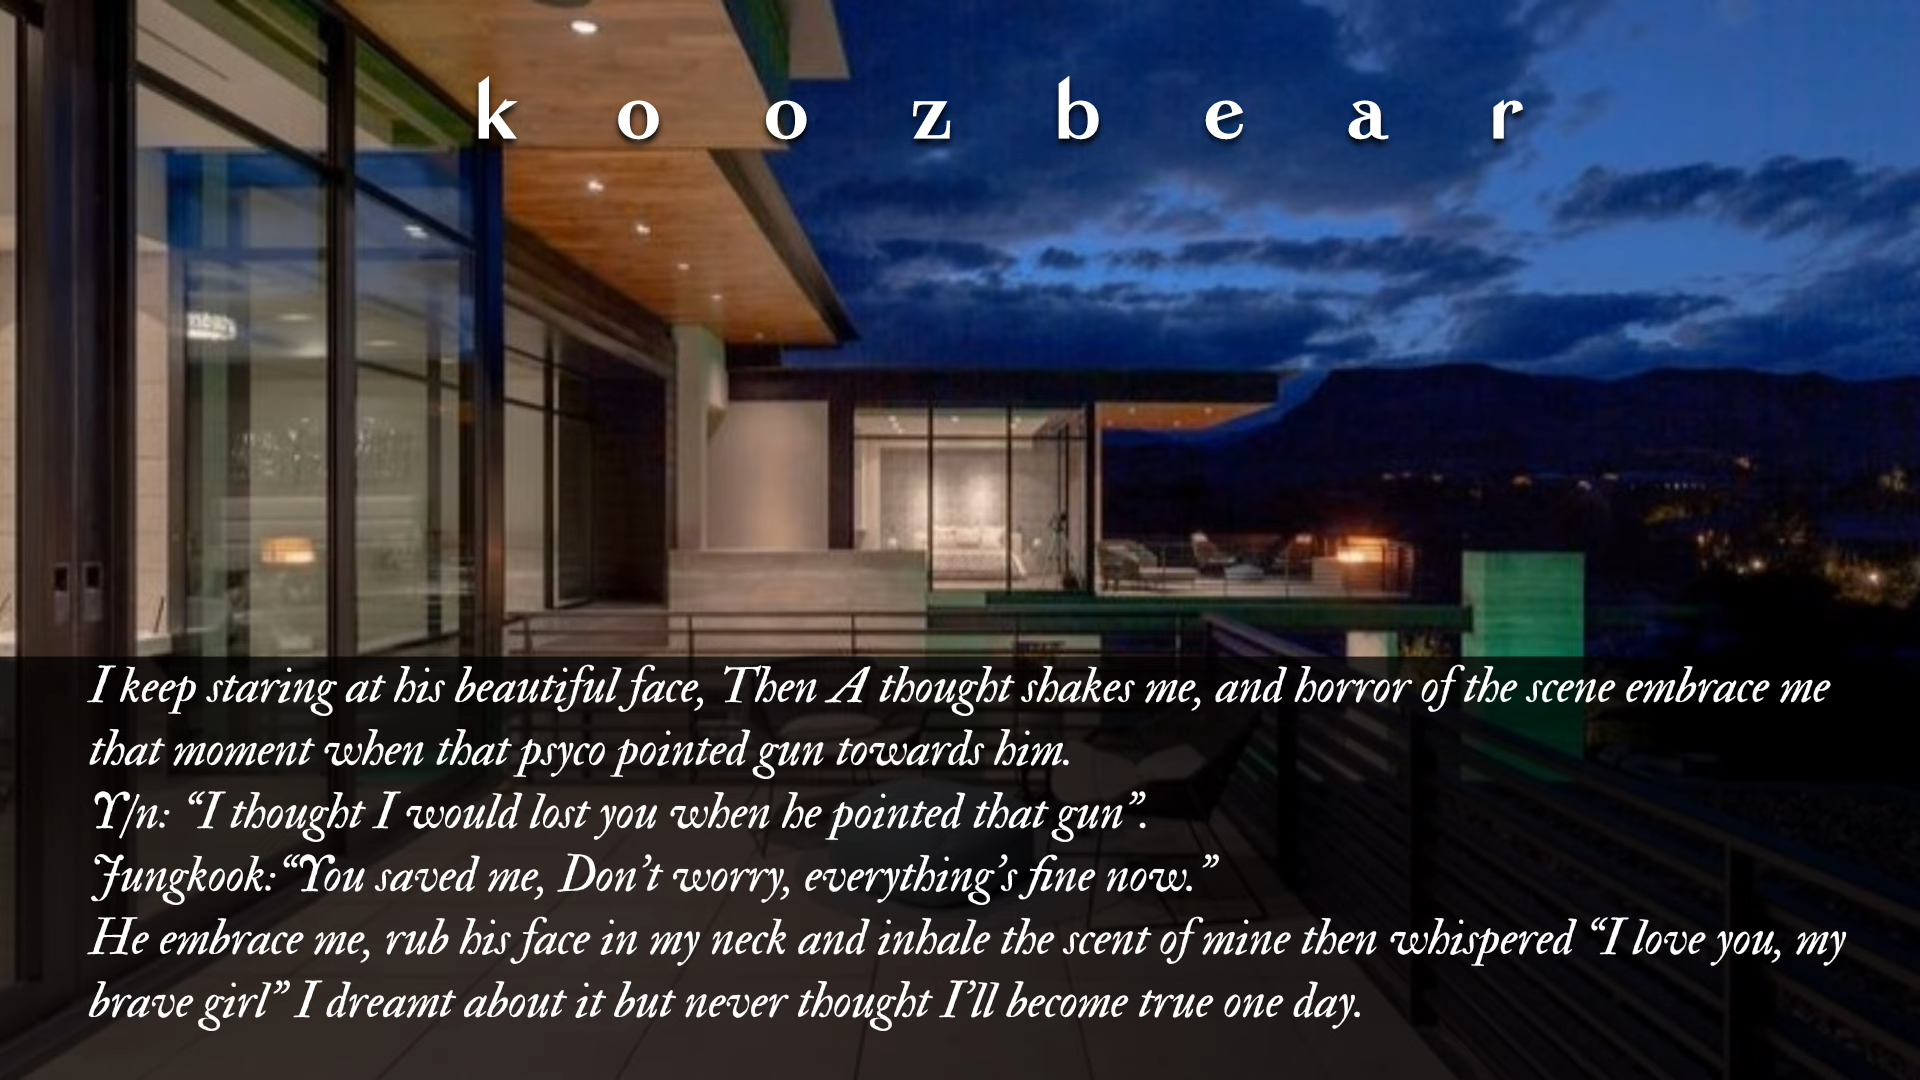 k o o z b e a r
I keep staring at his beautiful face, Then A thought shakes me, and horror of the scene embrace me
that moment when that psyco pointed gun towards him.
Y/n: “I thought I would lost you when he pointed that gun”.
Jungkook:“You saved me, Don’t worry, everything’s fine now.”
He embrace me, rub his face in my neck and inhale the scent of mine then whispered “I love you, my
brave girl” I dreamt about it but never thought I’ll become true one day.